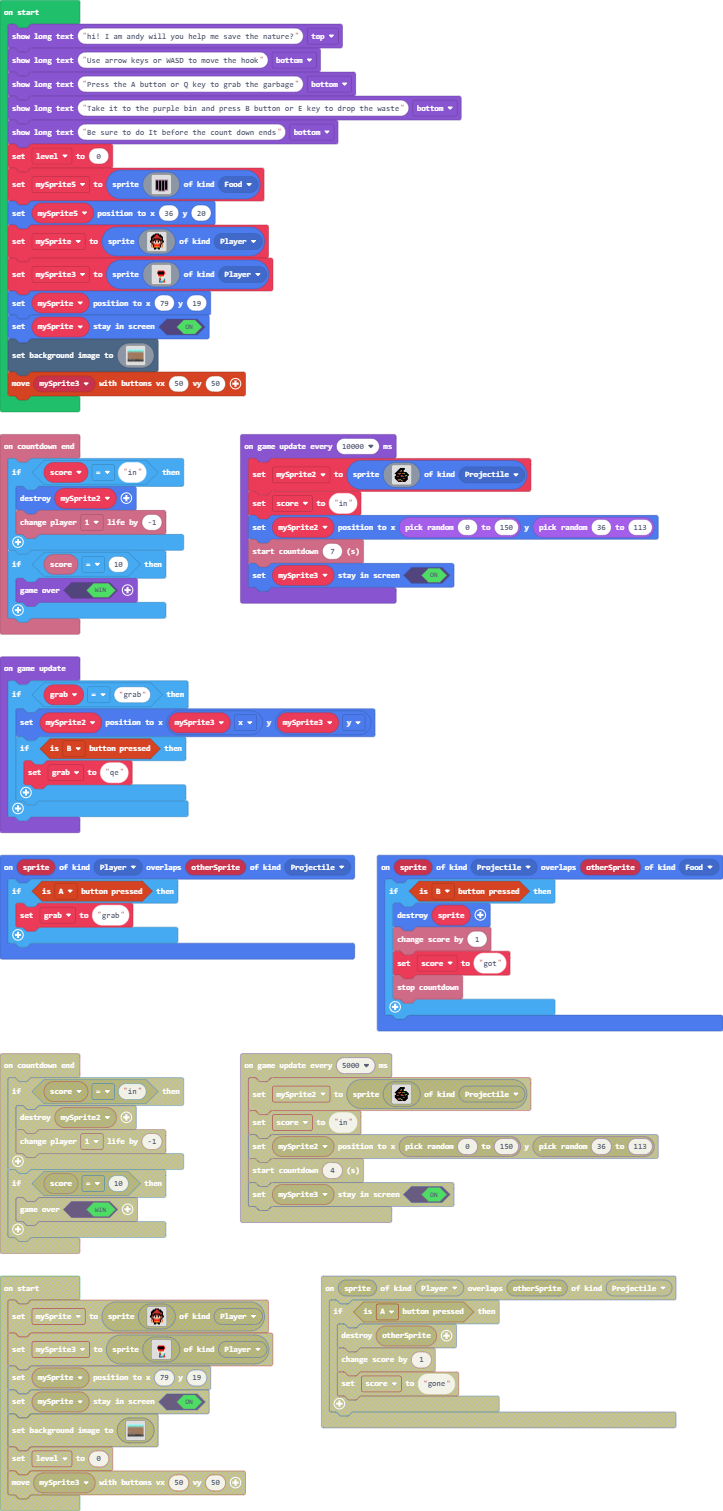 on start
show long text "hi! I am andy will you help me save the nature?" top
show long text "Use arrow keys or WASD to move the hook" bottom
show long text "Press the A button or Q key to grab the garbage" bottom
show long text "Take it to the purple bin and press B button or E key to drop the waste" bottom
show long text "Be sure to do It before the count down ends" bottom
set level to 0
set mySprite5 to sprite of kind Food
set mySprite5 position to x 36 y 20
set mySprite to sprite of kind Player
set mySprite3 to sprite of kind Player
set mySprite position to x 79 y 19
set mySprite stay in screen ON
set background image to
move mySprite3 with buttons vx 50 vy 50
on countdown end
if score = "in" then
destroy mySprite2
change player 1 life by -1
if score = 10 then
game over WIN
on game update every 10000 ms
set mySprite2 to sprite of kind Projectile
set score to "in"
set mySprite2 position to x pick random 0 to 150 y pick random 36 to 113
start countdown 7 (s)
set mySprite3 stay in screen ON
on game update
if grab = "grab" then
set mySprite2 position to x mySprite3 x y mySprite3 y
if is B button pressed then
set grab to "qe"
on sprite of kind Player overlaps otherSprite of kind Projectile
if is A button pressed then
set grab to "grab"
on sprite of kind Projectile overlaps otherSprite of kind Food
if is B button pressed then
destroy sprite
change score by 1
set score to "got"
stop countdown
on countdown end
if score = "in" then
destroy mySprite2
change player 1 life by -1
if score = 10 then
game over WIN
on game update every 5000 ms
set mySprite2 to sprite of kind Projectile
set score to "in"
set mySprite2 position to x pick random 0 to 150 y pick random 36 to 113
start countdown 4 (s)
set mySprite3 stay in screen ON
on start
set mySprite to sprite of kind Player
set mySprite3 to sprite of kind Player
set mySprite position to x 79 y 19
set mySprite stay in screen ON
set background image to
set level to 0
move mySprite3 with buttons vx 50 vy 50
on sprite of kind Player overlaps otherSprite of kind Projectile
if is A button pressed then
destroy otherSprite
change score by 1
set score to "gone"